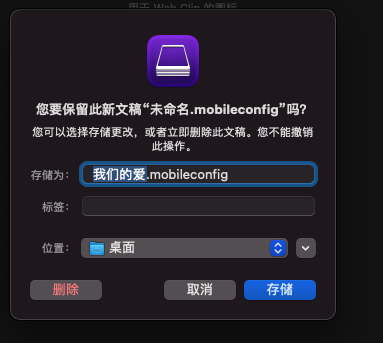 用于 Web Clip 的图标
您要保留此新文稿“未命名.mobileconfig”吗？
您可以选择存储更改，或者立即删除此文稿。您不能撤销
此操作。
存储为： 我们的爱.mobileconfig
标签：
位置： 桌面
删除 取消 存储